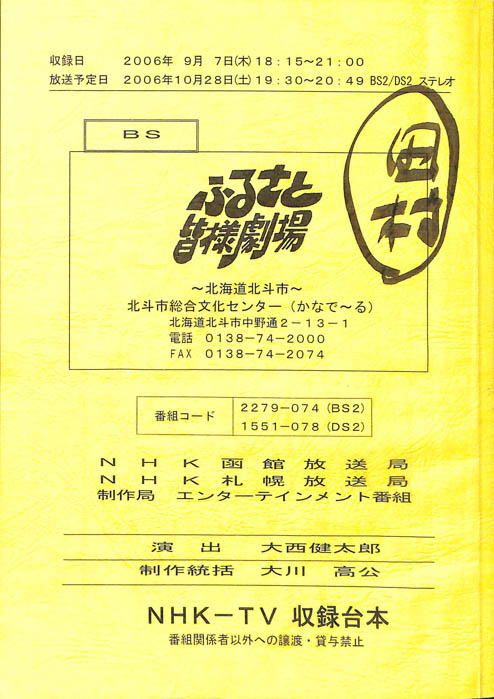 収録日 2006年 9月 7日(木)18:15～21:00
放送予定日 2006年10月28日(土)19:30～20:49 BS2/DS2 ステレオ
BS
田村
ふるさと
皆様劇場
～北海道北斗市～
北斗市総合文化センター（かなで～る）
北海道北斗市中野通2－13－1
電話 0138－74－2000
FAX 0138－74－2074
番組コード
2279－074（BS2）
1551－078（DS2）
NHK函館放送局
NHK札幌放送局
制作局 エンターテインメント番組
演出 大西健太郎
制作統括 大川 高公
NHK－TV 収録台本
番組関係者以外への譲渡・貸与禁止